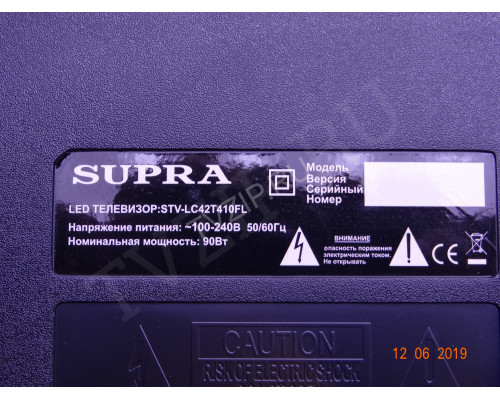 SUPRA
Модель
Версия
Серийный
Номер
LED ТЕЛЕВИЗОР:STV-LC42T410FL
Напряжение питания: ~100-240В 50/60Гц
Номинальная мощность: 90Вт
ВНИМАНИЕ
опасность поражения
электрическим током.
Не открывать
CE
CAUTION
RISK OF ELECTRIC SHOCK
12 06 2019